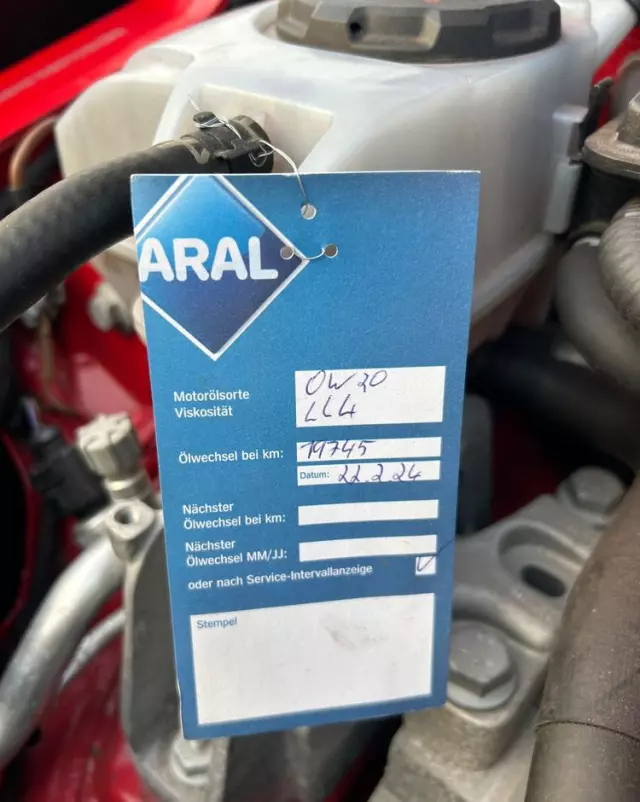 ARAL
Motorölsorte
Viskosität
0W20
LL4
Ölwechsel bei km: 19745
Datum: 22.2.24
Nächster
Ölwechsel bei km:
Nächster
Ölwechsel MM/JJ:
oder nach Service-Intervallanzeige
Stempel